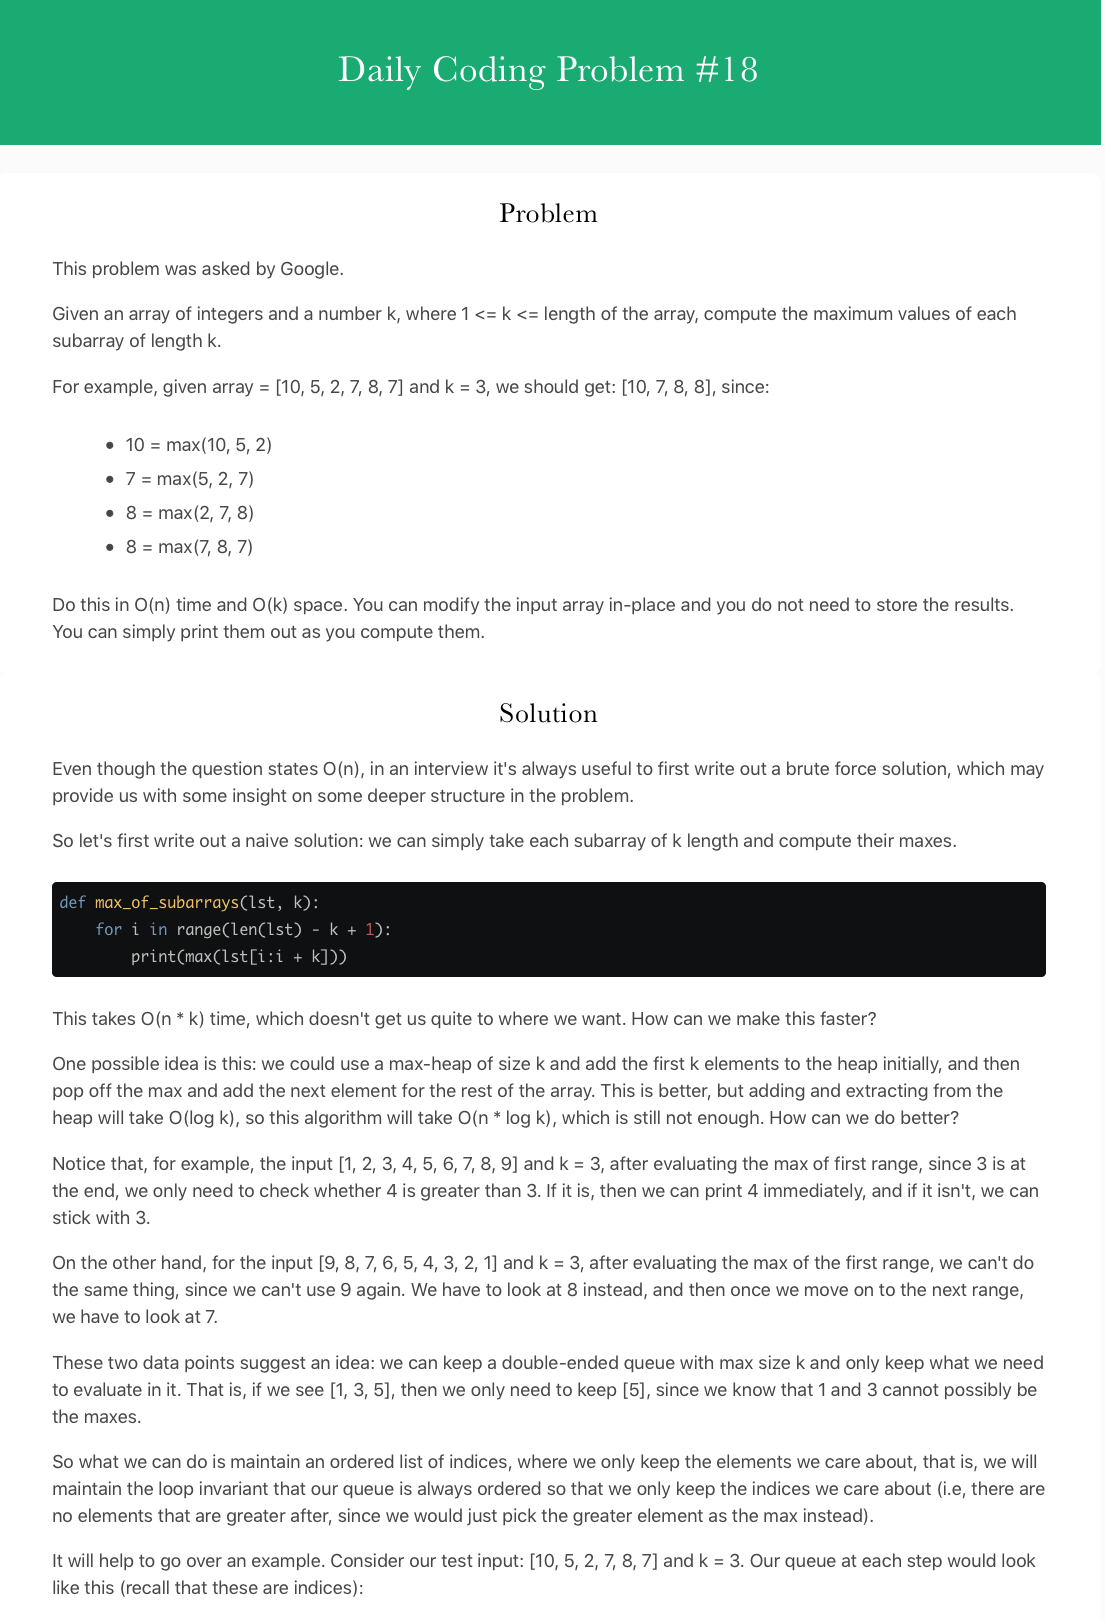 Daily Coding Problem #18
Problem
This problem was asked by Google.
Given an array of integers and a number k, where 1 <= k <= length of the array, compute the maximum values of each
subarray of length k.
For example, given array = [10, 5, 2, 7, 8, 7] and k = 3, we should get: [10, 7, 8, 8], since:
• 10 = max(10, 5, 2)
• 7 = max(5, 2, 7)
• 8 = max(2, 7, 8)
• 8 = max(7, 8, 7)
Do this in O(n) time and O(k) space. You can modify the input array in-place and you do not need to store the results.
You can simply print them out as you compute them.
Solution
Even though the question states O(n), in an interview it's always useful to first write out a brute force solution, which may
provide us with some insight on some deeper structure in the problem.
So let's first write out a naive solution: we can simply take each subarray of k length and compute their maxes.
def max_of_subarrays(lst, k):
    for i in range(len(lst) - k + 1):
        print(max(lst[i:i + k]))
This takes O(n * k) time, which doesn't get us quite to where we want. How can we make this faster?
One possible idea is this: we could use a max-heap of size k and add the first k elements to the heap initially, and then
pop off the max and add the next element for the rest of the array. This is better, but adding and extracting from the
heap will take O(log k), so this algorithm will take O(n * log k), which is still not enough. How can we do better?
Notice that, for example, the input [1, 2, 3, 4, 5, 6, 7, 8, 9] and k = 3, after evaluating the max of first range, since 3 is at
the end, we only need to check whether 4 is greater than 3. If it is, then we can print 4 immediately, and if it isn't, we can
stick with 3.
On the other hand, for the input [9, 8, 7, 6, 5, 4, 3, 2, 1] and k = 3, after evaluating the max of the first range, we can't do
the same thing, since we can't use 9 again. We have to look at 8 instead, and then once we move on to the next range,
we have to look at 7.
These two data points suggest an idea: we can keep a double-ended queue with max size k and only keep what we need
to evaluate in it. That is, if we see [1, 3, 5], then we only need to keep [5], since we know that 1 and 3 cannot possibly be
the maxes.
So what we can do is maintain an ordered list of indices, where we only keep the elements we care about, that is, we will
maintain the loop invariant that our queue is always ordered so that we only keep the indices we care about (i.e, there are
no elements that are greater after, since we would just pick the greater element as the max instead).
It will help to go over an example. Consider our test input: [10, 5, 2, 7, 8, 7] and k = 3. Our queue at each step would look
like this (recall that these are indices):